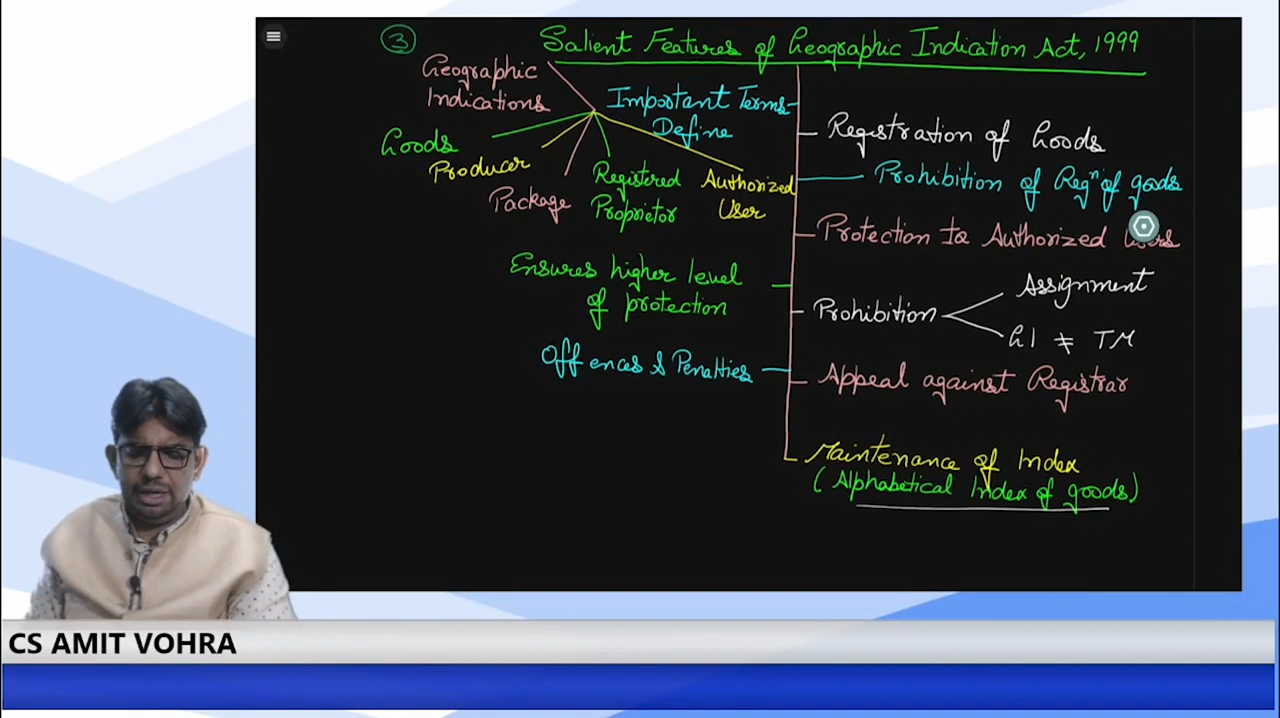 3
Salient Features of Geographic Indication Act, 1999
Geographic
Indications
Important Terms
Define
Goods
Producer
Package
Registered
Proprietor
Authorized
User
Ensures higher level
of protection
Offences & Penalties
Registration of Goods
Prohibition of Regⁿ of goods
Protection to Authorized Users
Prohibition
Assignment
GI ≠ TM
Appeal against Registrar
Maintenance of Index
(Alphabetical Index of goods)
CS AMIT VOHRA